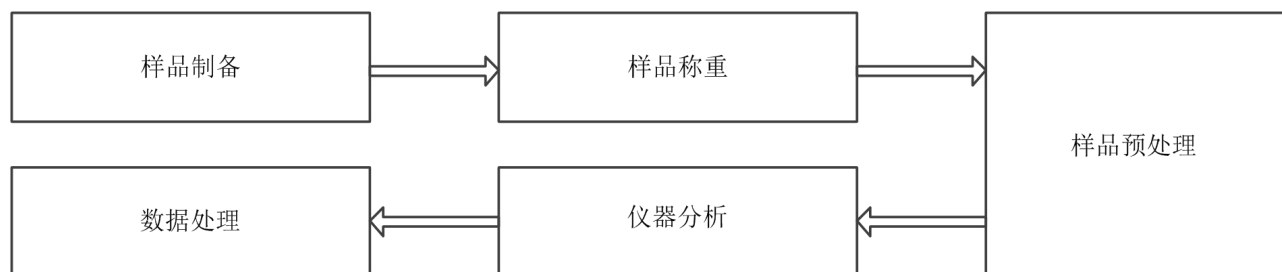 样品制备
样品称重
样品预处理
仪器分析
数据处理